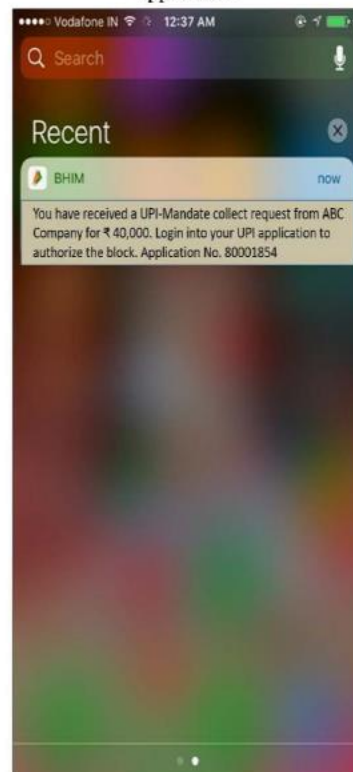 Vodafone IN 12:37 AM
Search
Recent
BHIM now
You have received a UPI-Mandate collect request from ABC
Company for ₹ 40,000. Login into your UPI application to
authorize the block. Application No. 80001854